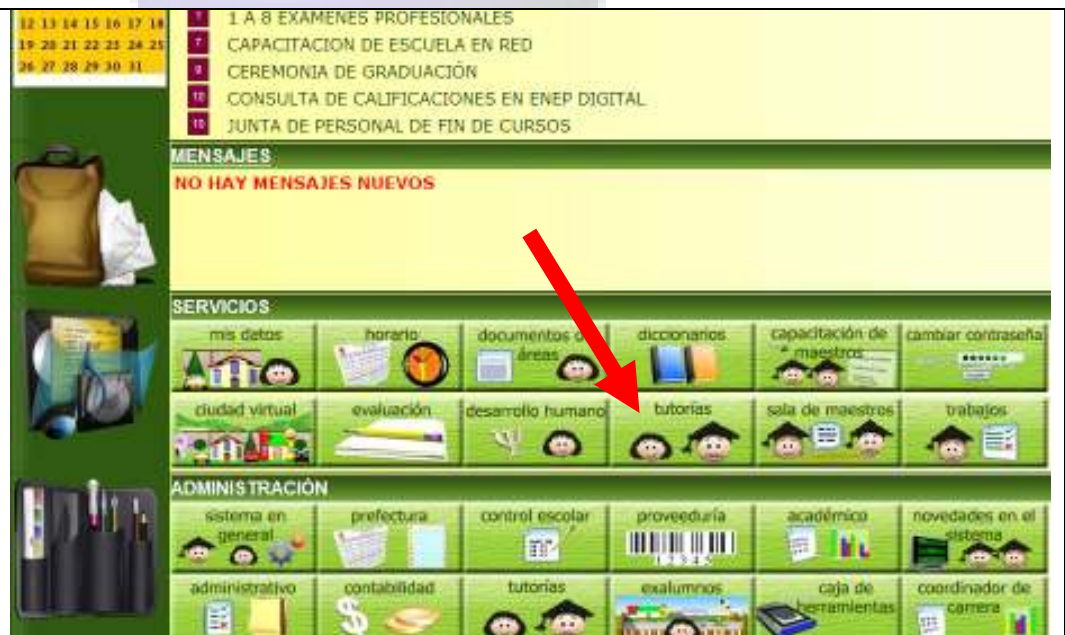 12 13 14 15 16 17 18
19 20 21 22 23 24 25
26 27 28 29 30 31
1 A 8 EXAMENES PROFESIONALES
7 CAPACITACION DE ESCUELA EN RED
9 CEREMONIA DE GRADUACIÓN
10 CONSULTA DE CALIFICACIONES EN ENEP DIGITAL
10 JUNTA DE PERSONAL DE FIN DE CURSOS
MENSAJES
NO HAY MENSAJES NUEVOS
SERVICIOS
mis datos
horario
documentos
áreas
diccionarios
capacitación de
maestros
cambiar contraseña
ciudad virtual
evaluación
desarrollo humano
tutorías
sala de maestros
trabajos
ADMINISTRACIÓN
sistema en
general
prefectura
control escolar
proveeduría
12345
académico
novedades en el
sistema
administrativo
contabilidad
tutorías
exalumnos
caja de
herramientas
coordinador de
carrera